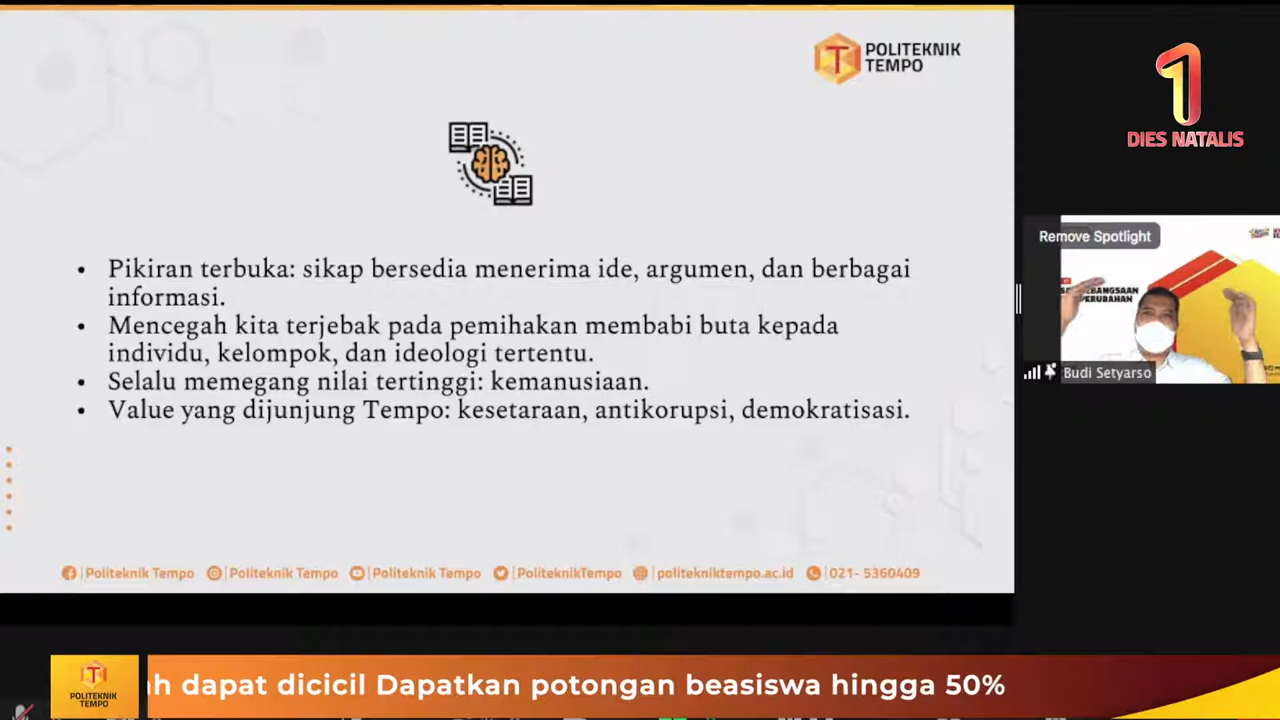 POLITEKNIK
TEMPO
1
DIES NATALIS
Remove Spotlight
PERUBAHAN
Budi Setyarso
• Pikiran terbuka: sikap bersedia menerima ide, argumen, dan berbagai
informasi.
• Mencegah kita terjebak pada pemihakan membabi buta kepada
individu, kelompok, dan ideologi tertentu.
• Selalu memegang nilai tertinggi: kemanusiaan.
• Value yang dijunjung Tempo: kesetaraan, antikorupsi, demokratisasi.
| Politeknik Tempo | Politeknik Tempo | Politeknik Tempo | PoliteknikTempo | politekniktempo.ac.id | 021- 5360409
POLITEKNIK
TEMPO
dapat dicicil Dapatkan potongan beasiswa hingga 50%